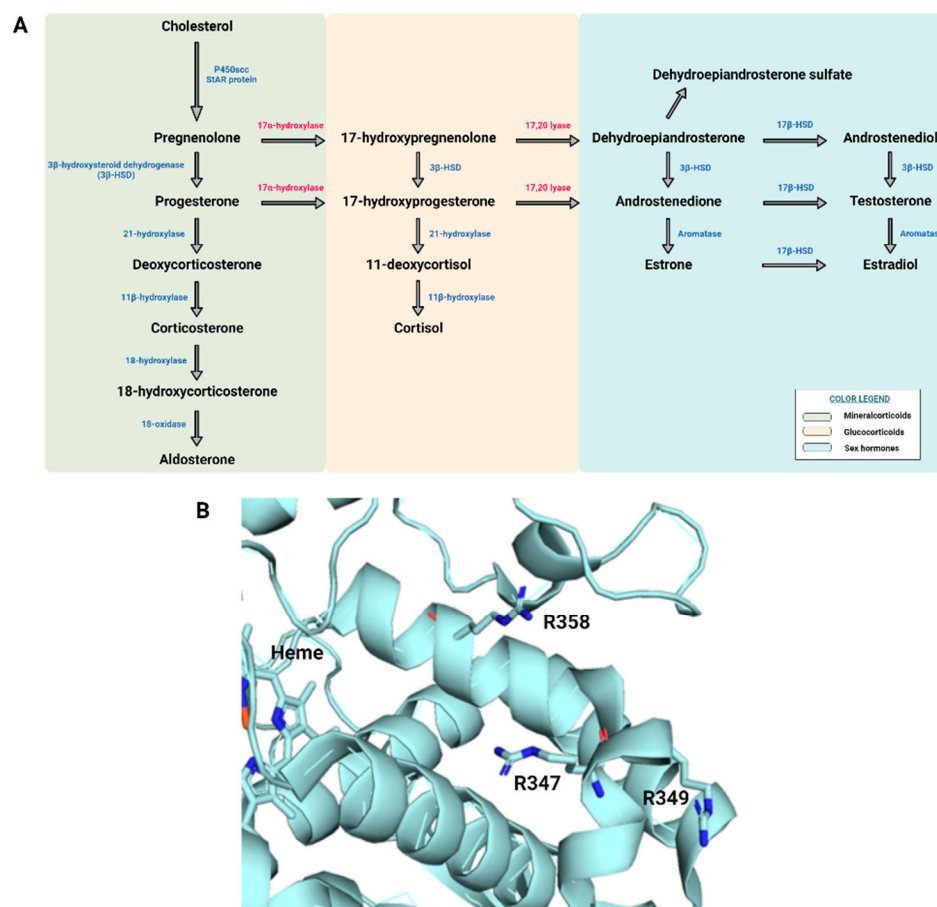 A
Cholesterol
P450scc
StAR protein
Dehydroepiandrosterone sulfate
Pregnenolone
17α-hydroxylase
17-hydroxypregnenolone
17,20 lyase
Dehydroepiandrosterone
17β-HSD
Androstenediol
3β-hydroxysteroid dehydrogenase
(3β-HSD)
3β-HSD
3β-HSD
3β-HSD
Progesterone
17α-hydroxylase
17-hydroxyprogesterone
17,20 lyase
Androstenedione
17β-HSD
Testosterone
21-hydroxylase
21-hydroxylase
Aromatase
Aromatas
Deoxycorticosterone
11-deoxycortisol
Estrone
17β-HSD
Estradiol
11β-hydroxylase
11β-hydroxylase
Corticosterone
Cortisol
18-hydroxylase
18-hydroxycorticosterone
18-oxidase
Aldosterone
COLOR LEGEND
Mineralcorticoids
Glucocorticoids
Sex hormones
B
R358
Heme
R347
R349